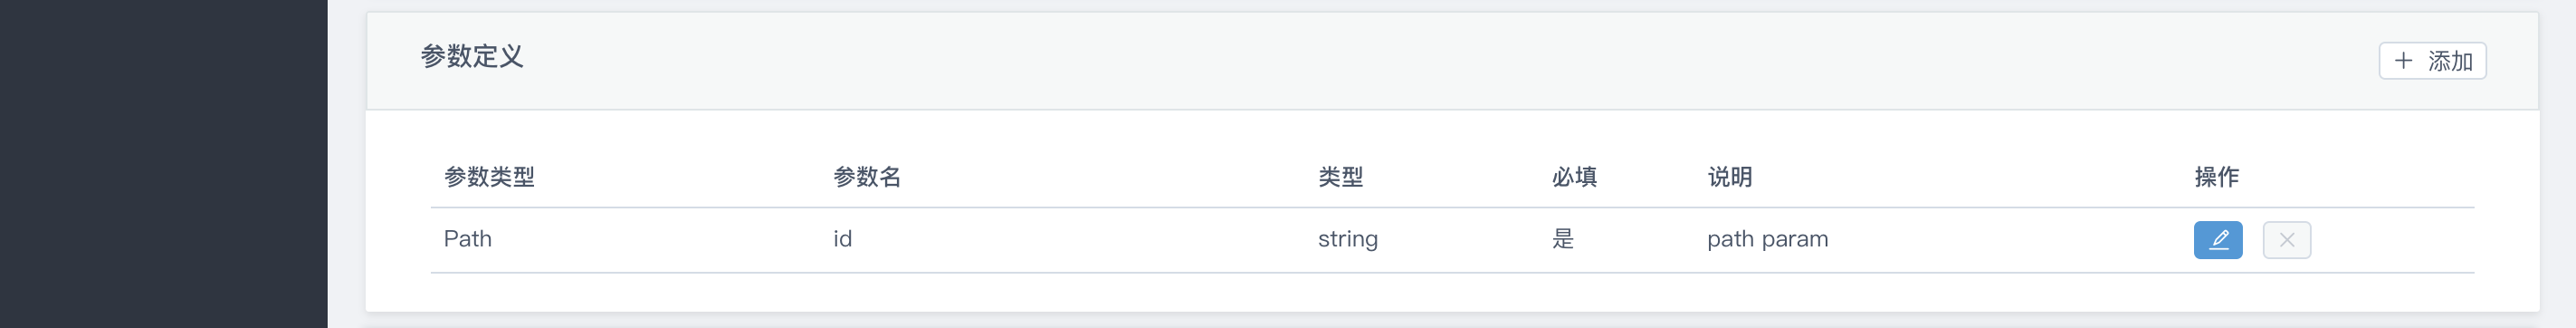 参数定义
+ 添加
参数类型 参数名 类型 必填 说明 操作
Path id string 是 path param